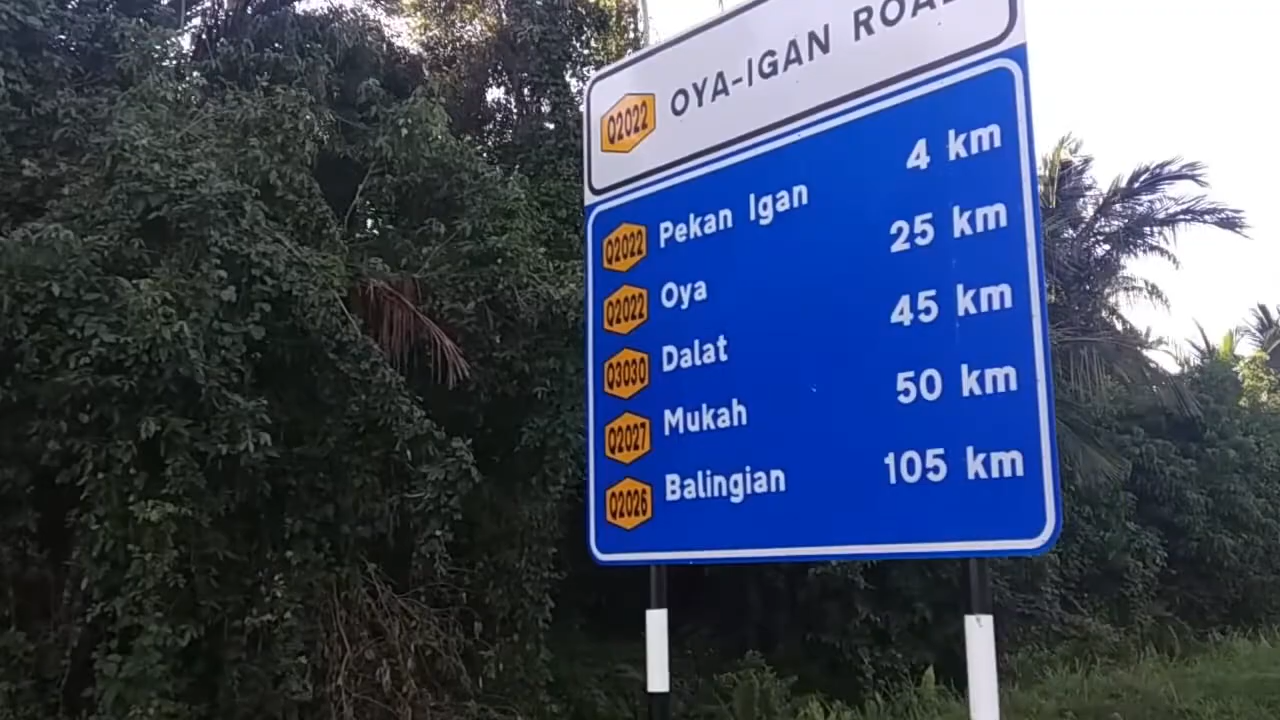 Q2022 OYA-IGAN ROAD
Q2022 Pekan Igan 4 km
Q2022 Oya 25 km
Q3030 Dalat 45 km
Q2027 Mukah 50 km
Q2026 Balingian 105 km